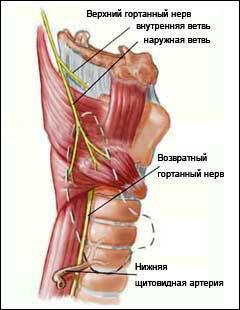 Верхний гортанный нерв
внутренняя ветвь
наружная ветвь
Возвратный
гортанный нерв
Нижняя
щитовидная артерия